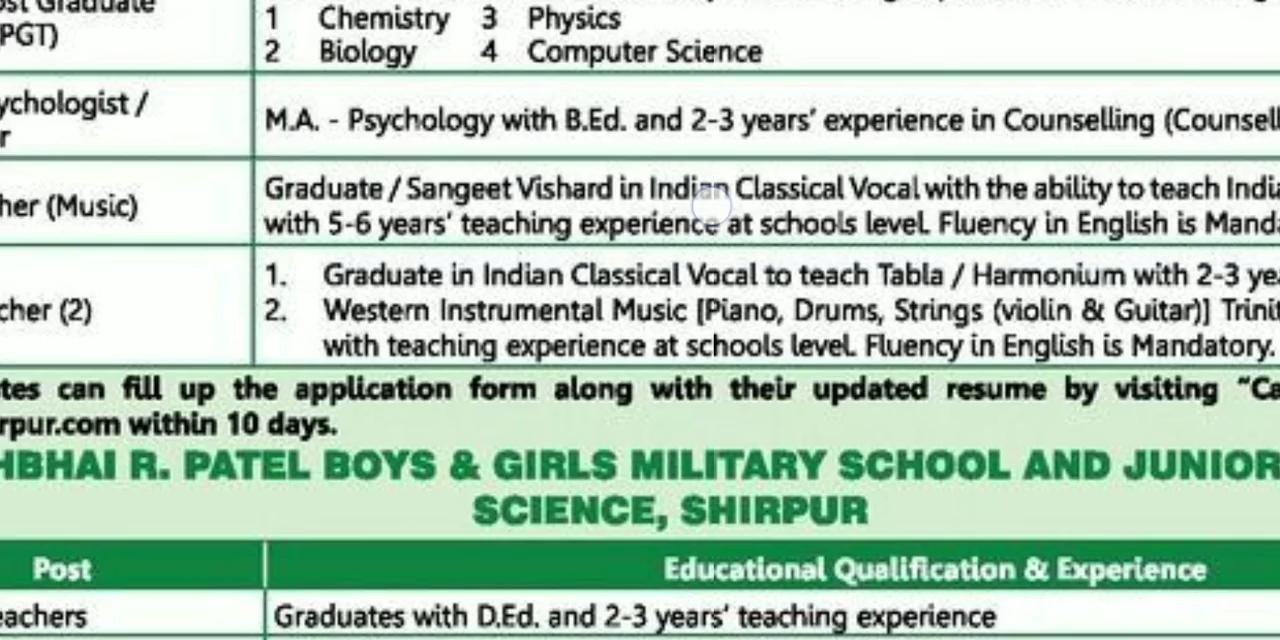 PGT)
1 Chemistry 3 Physics
2 Biology 4 Computer Science
ychologist /
r
M.A. - Psychology with B.Ed. and 2-3 years' experience in Counselling (Counsell
her (Music)
Graduate / Sangeet Vishard in Indian Classical Vocal with the ability to teach India
with 5-6 years' teaching experience at schools level. Fluency in English is Manda
cher (2)
1. Graduate in Indian Classical Vocal to teach Tabla / Harmonium with 2-3 yea
2. Western Instrumental Music [Piano, Drums, Strings (violin & Guitar)] Trinit
with teaching experience at schools level. Fluency in English is Mandatory.
tes can fill up the application form along with their updated resume by visiting "Ca
rpur.com within 10 days.
HBHAI R. PATEL BOYS & GIRLS MILITARY SCHOOL AND JUNIOR
SCIENCE, SHIRPUR
Post Educational Qualification & Experience
eachers Graduates with D.Ed. and 2-3 years' teaching experience